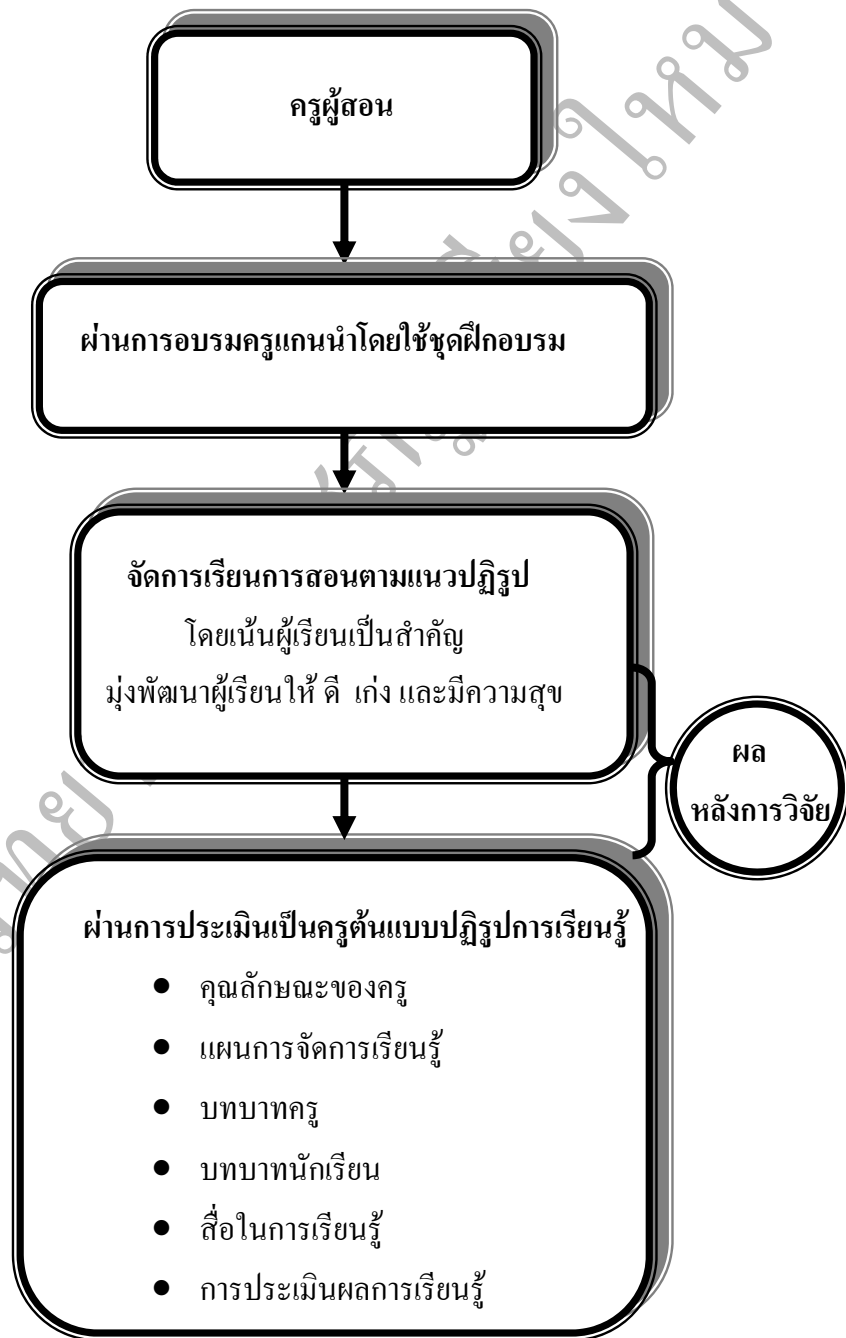 ครูผู้สอน
ผ่านการอบรมครูแกนนำโดยใช้ชุดฝึกอบรม
จัดการเรียนการสอนตามแนวปฏิรูป
โดยเน้นผู้เรียนเป็นสำคัญ
มุ่งพัฒนาผู้เรียนให้ ดี เก่ง และมีความสุข
ผล
หลังการวิจัย
ผ่านการประเมินเป็นครูต้นแบบปฏิรูปการเรียนรู้
● คุณลักษณะของครู
● แผนการจัดการเรียนรู้
● บทบาทครู
● บทบาทนักเรียน
● สื่อในการเรียนรู้
● การประเมินผลการเรียนรู้